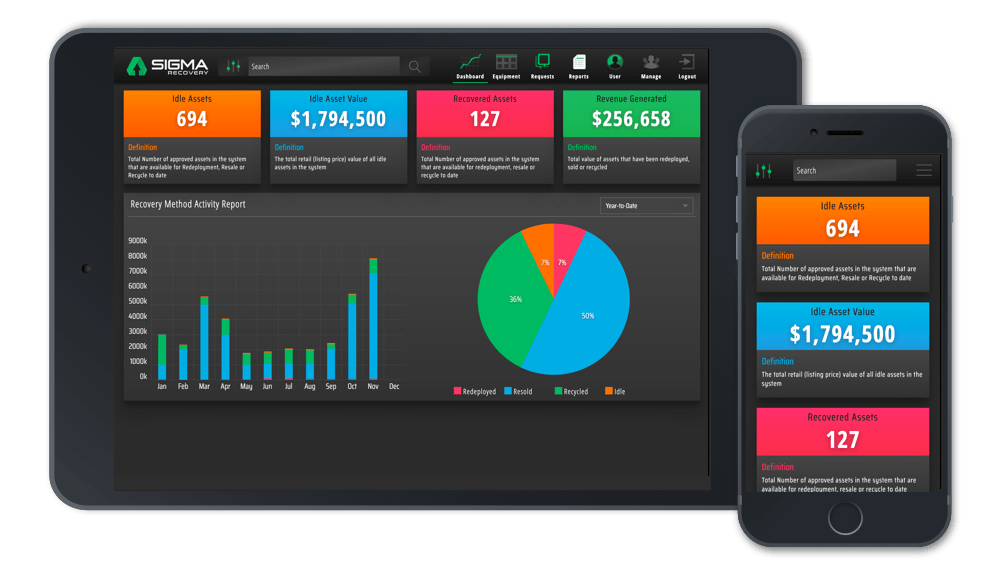 SIGMA
RECOVERY
Search
Dashboard Equipment Requests Reports User Manage Logout
Idle Assets
694
Definition
Total Number of approved assets in the system
that are available for Redeployment, Resale or
Recycle to date
Idle Asset Value
$1,794,500
Definition
The total retail (listing price) value of all idle
assets in the system
Recovered Assets
127
Definition
Total Number of approved assets in the system
that are available for redeployment, resale or
recycle to date
Revenue Generated
$256,658
Definition
Total value of assets that have been redeployed,
sold or recycled
Recovery Method Activity Report
Year-to-Date
9000k
8000k
7000k
6000k
5000k
4000k
3000k
2000k
1000k
0k
Jan Feb Mar Apr May Jun Jul Aug Sep Oct Nov Dec
7%
7%
36%
50%
Redeployed Resold Recycled Idle
Search
Idle Assets
694
Definition
Total Number of approved assets in the system that are
available for Redeployment, Resale or Recycle to date
Idle Asset Value
$1,794,500
Definition
The total retail (listing price) value of all idle assets in the
system
Recovered Assets
127
Definition
Total Number of approved assets in the system that are
available for redeployment, resale or recycle to date